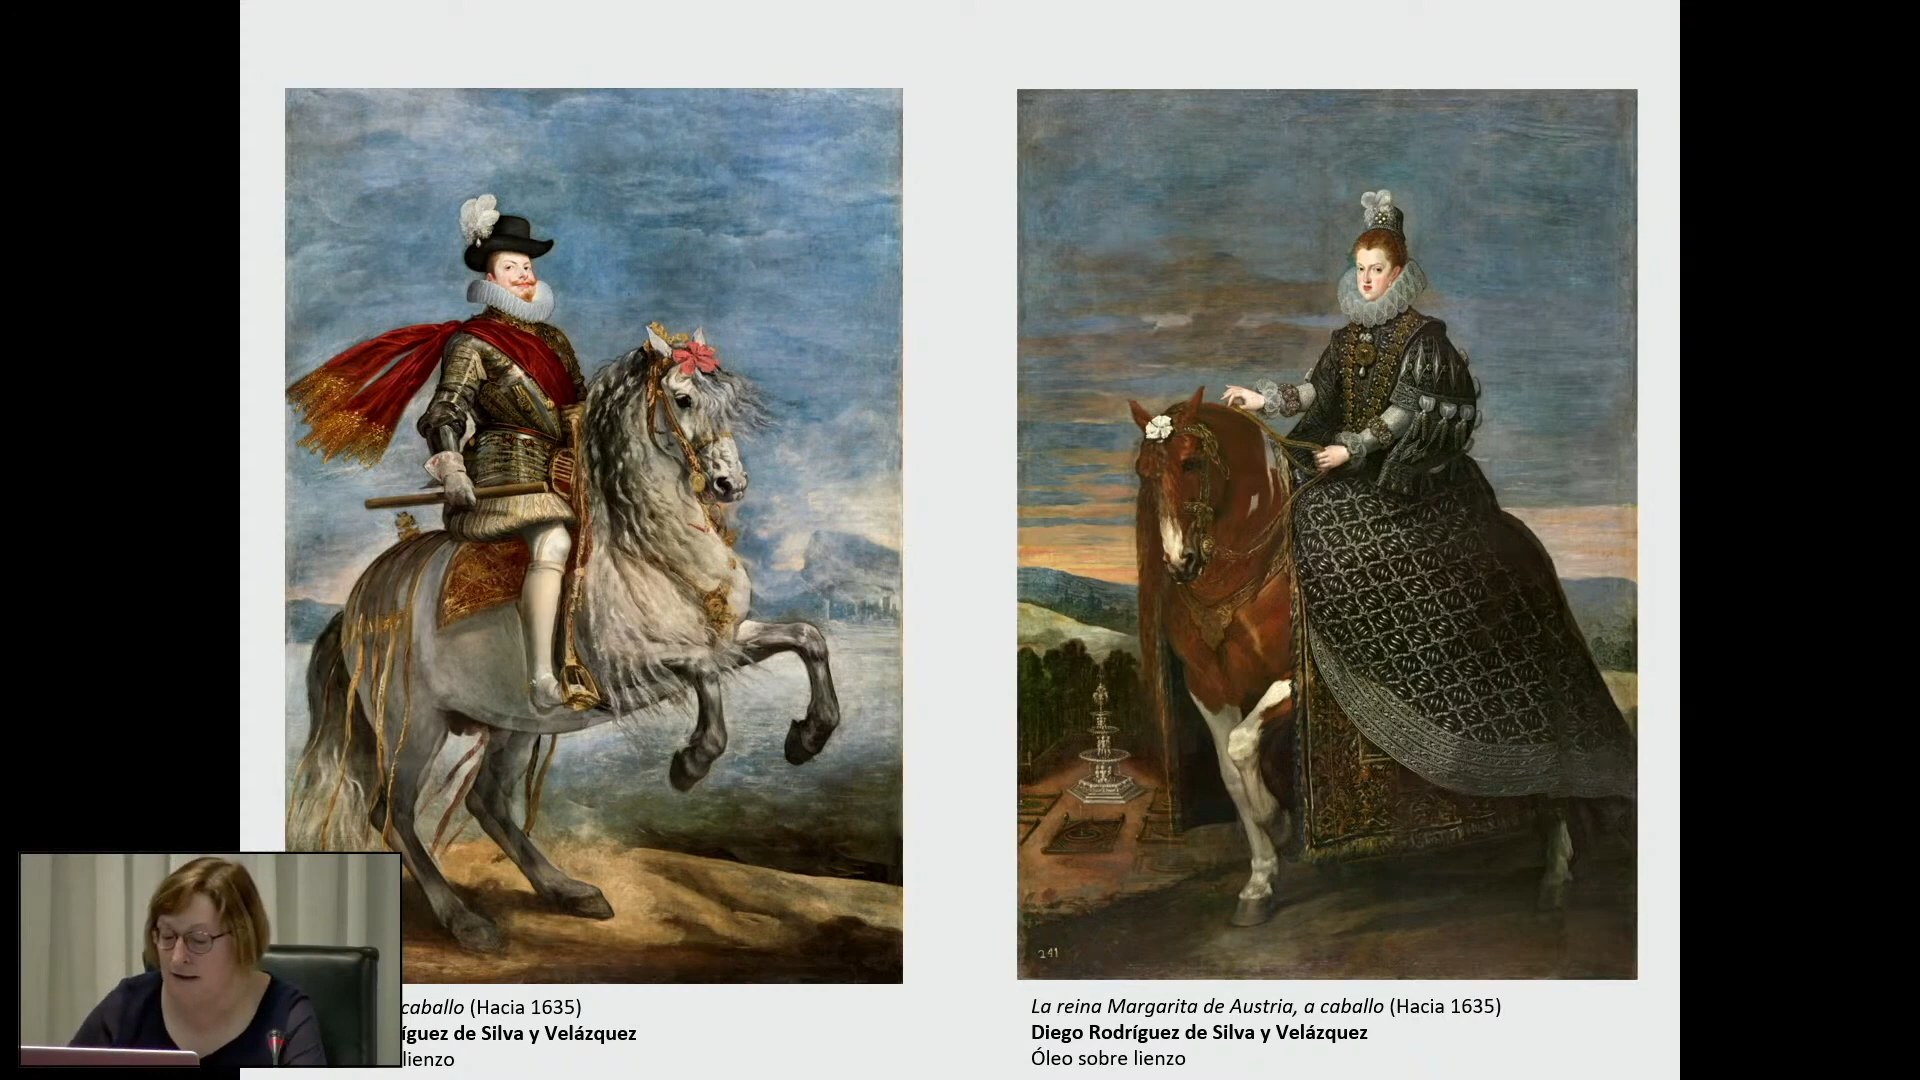 caballo (Hacia 1635)
íguez de Silva y Velázquez
lienzo
241
La reina Margarita de Austria, a caballo (Hacia 1635)
Diego Rodríguez de Silva y Velázquez
Óleo sobre lienzo